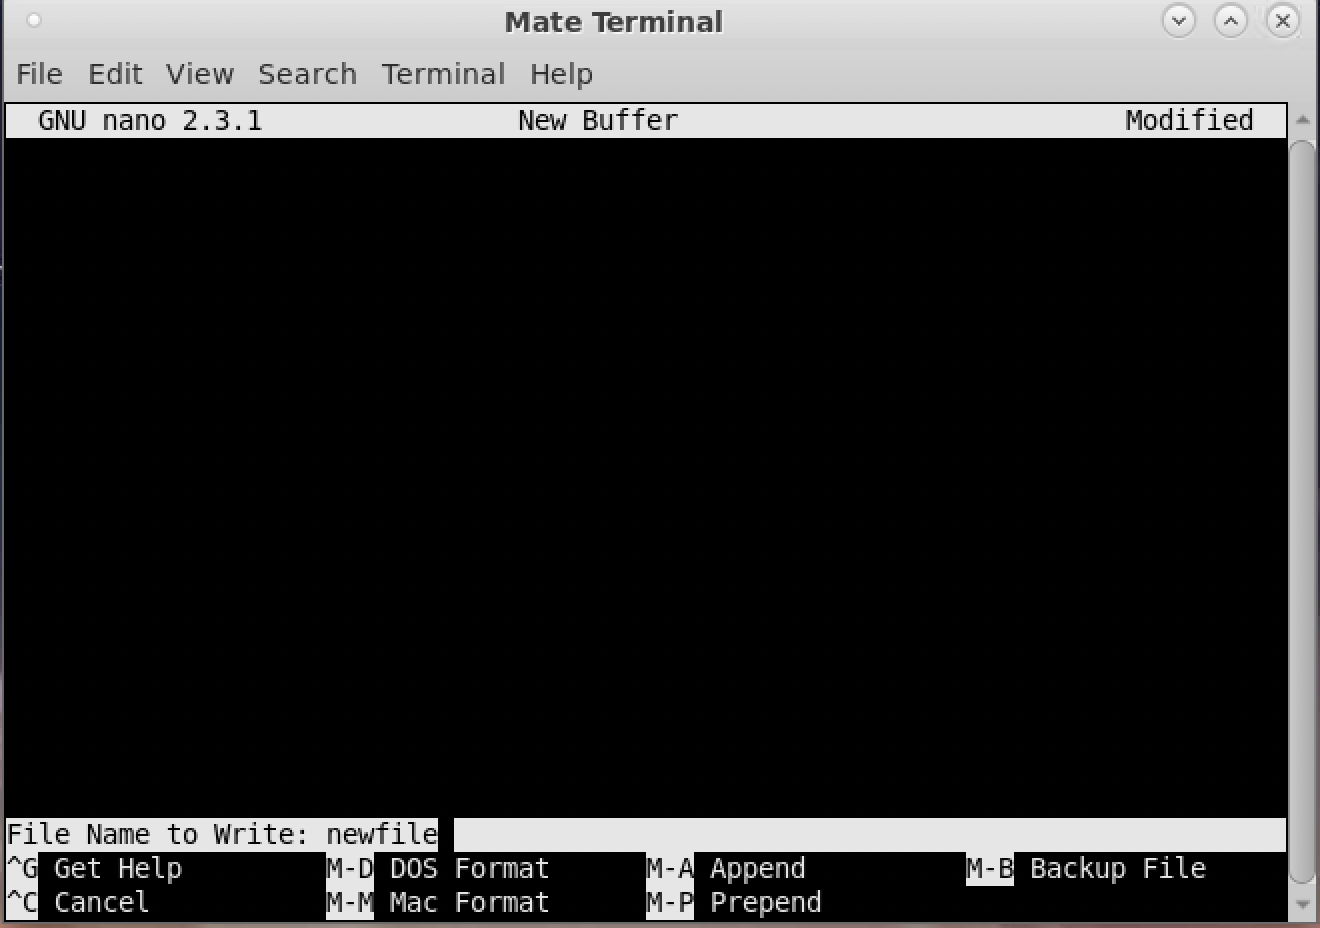 Mate Terminal
File Edit View Search Terminal Help
GNU nano 2.3.1 New Buffer Modified
File Name to Write: newfile
^G Get Help M-D DOS Format M-A Append M-B Backup File
^C Cancel M-M Mac Format M-P Prepend